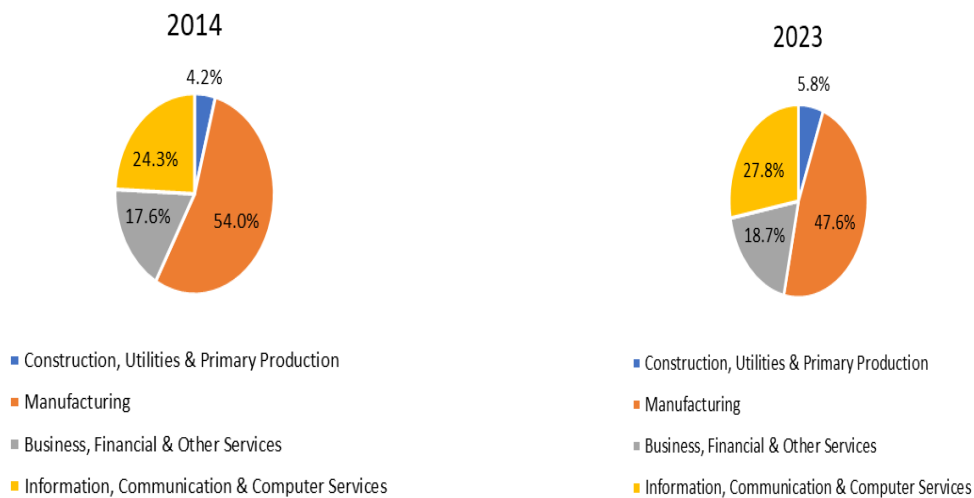 2014
4.2%
54.0%
17.6%
24.3%
Construction, Utilities & Primary Production
Manufacturing
Business, Financial & Other Services
Information, Communication & Computer Services
2023
5.8%
47.6%
18.7%
27.8%
Construction, Utilities & Primary Production
Manufacturing
Business, Financial & Other Services
Information, Communication & Computer Services